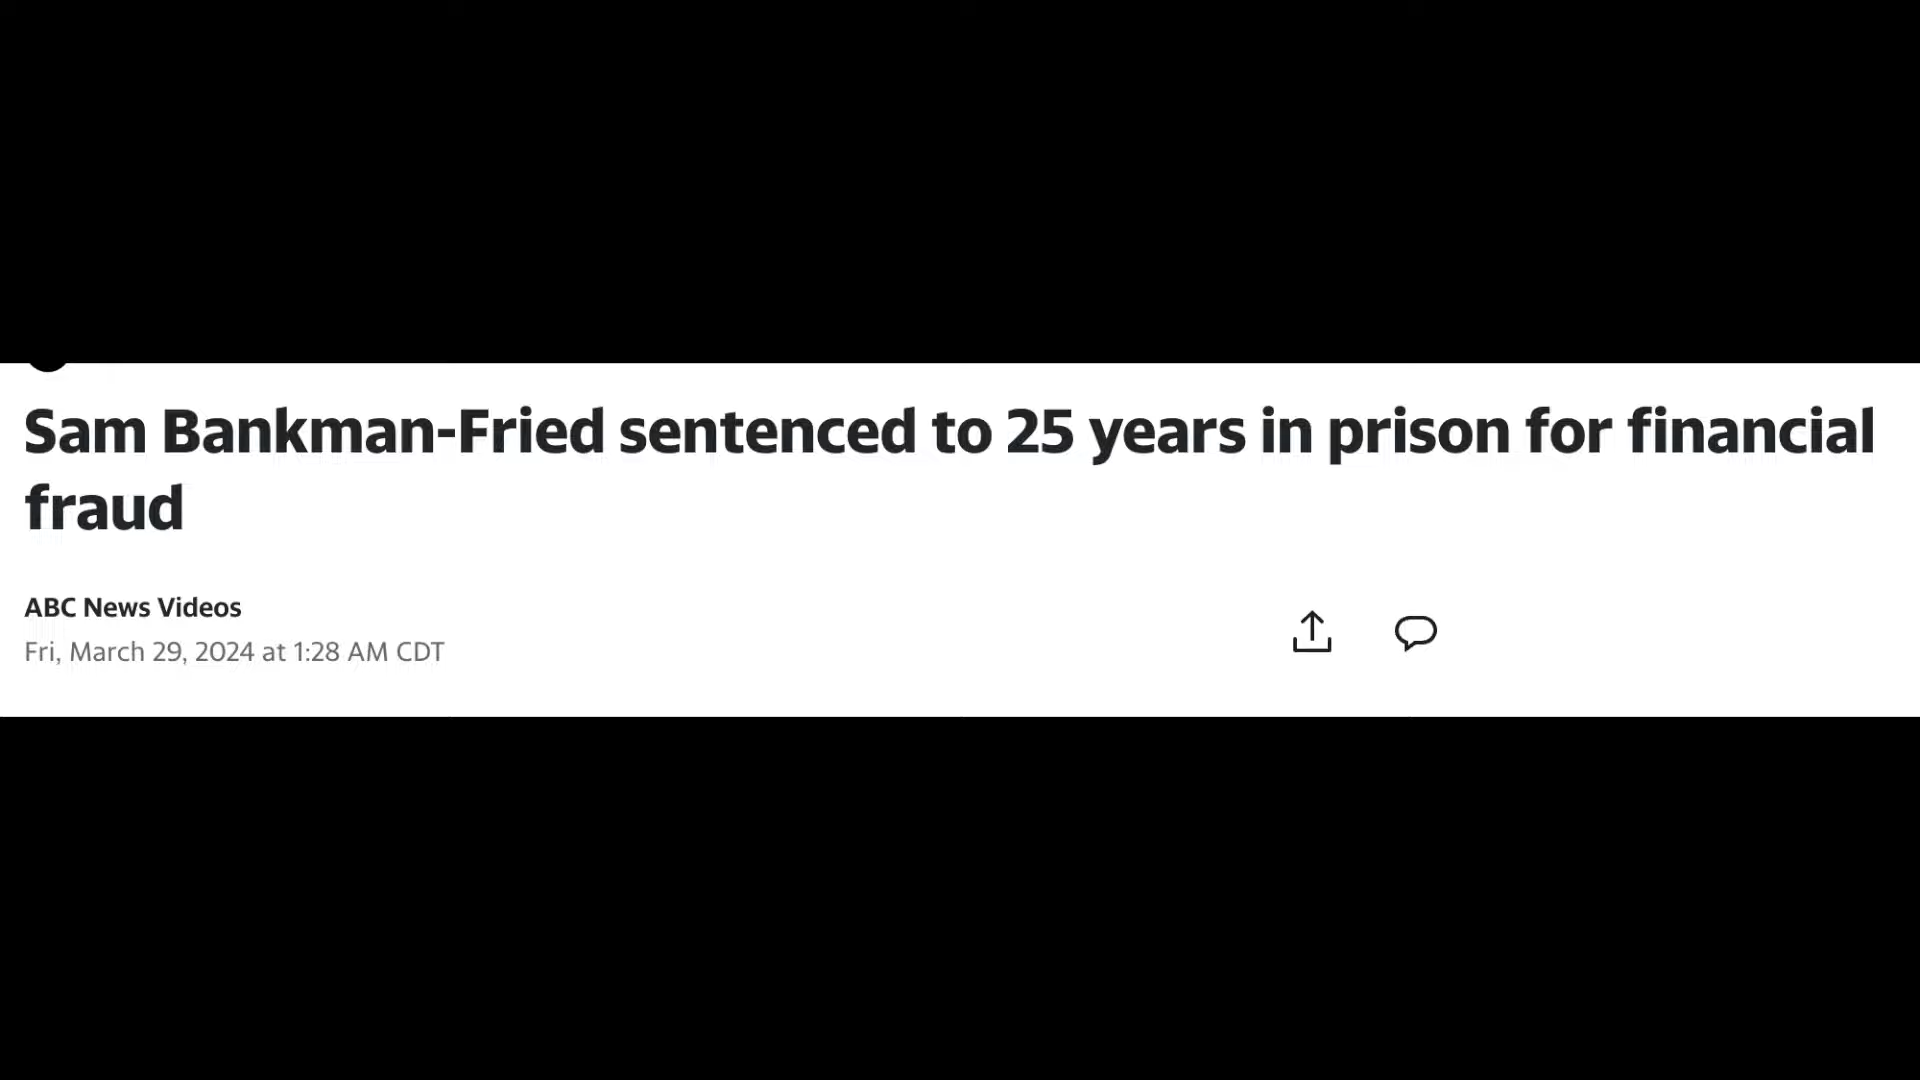 Sam Bankman-Fried sentenced to 25 years in prison for financial
fraud
ABC News Videos
Fri, March 29, 2024 at 1:28 AM CDT